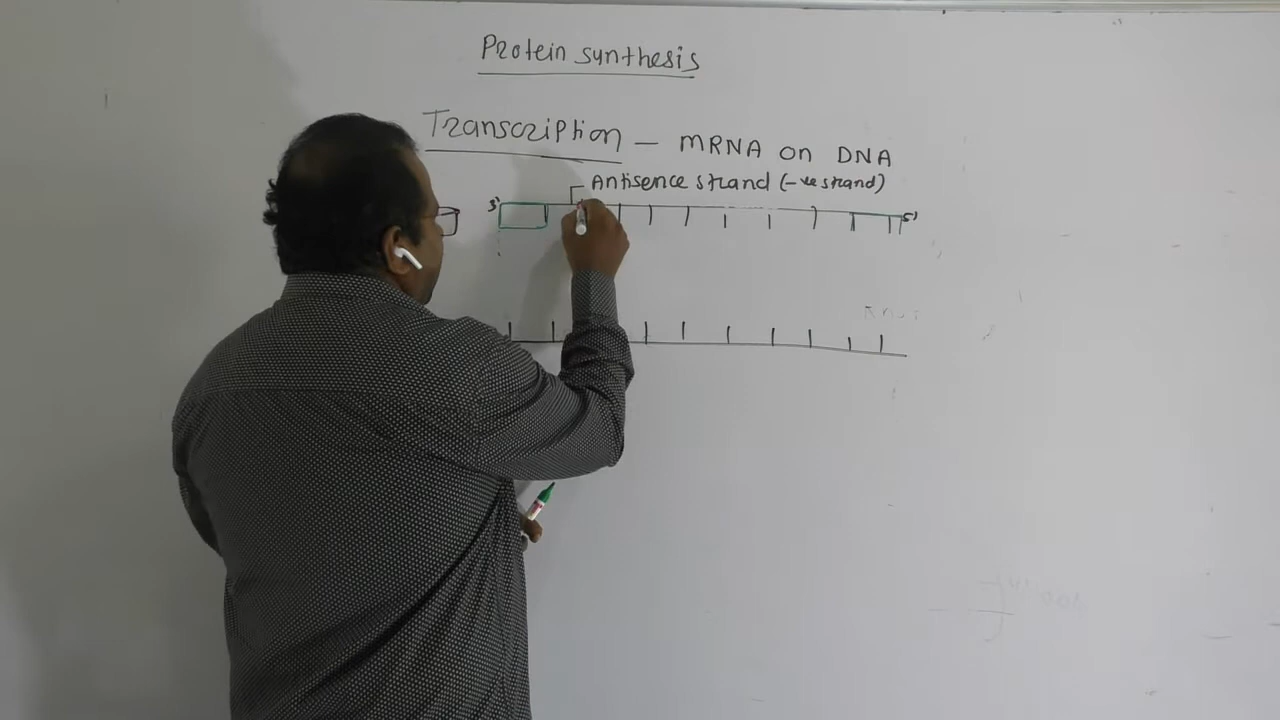 Protein synthesis
Transcription – mRNA on DNA
Antisence strand (-ve strand)
3' 5'